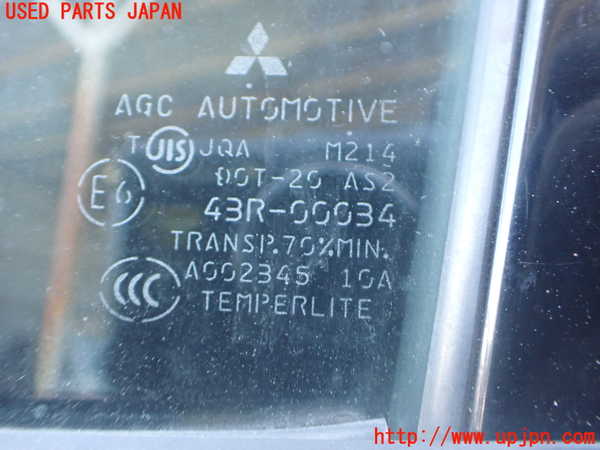 USED PARTS JAPAN
AGC AUTOMOTIVE
T JIS JQA M214
DOT-20 AS2
E6
43R-00034
TRANSP.70%MIN.
CCC
A002345 10A
TEMPERLITE
http://www.upjpn.com